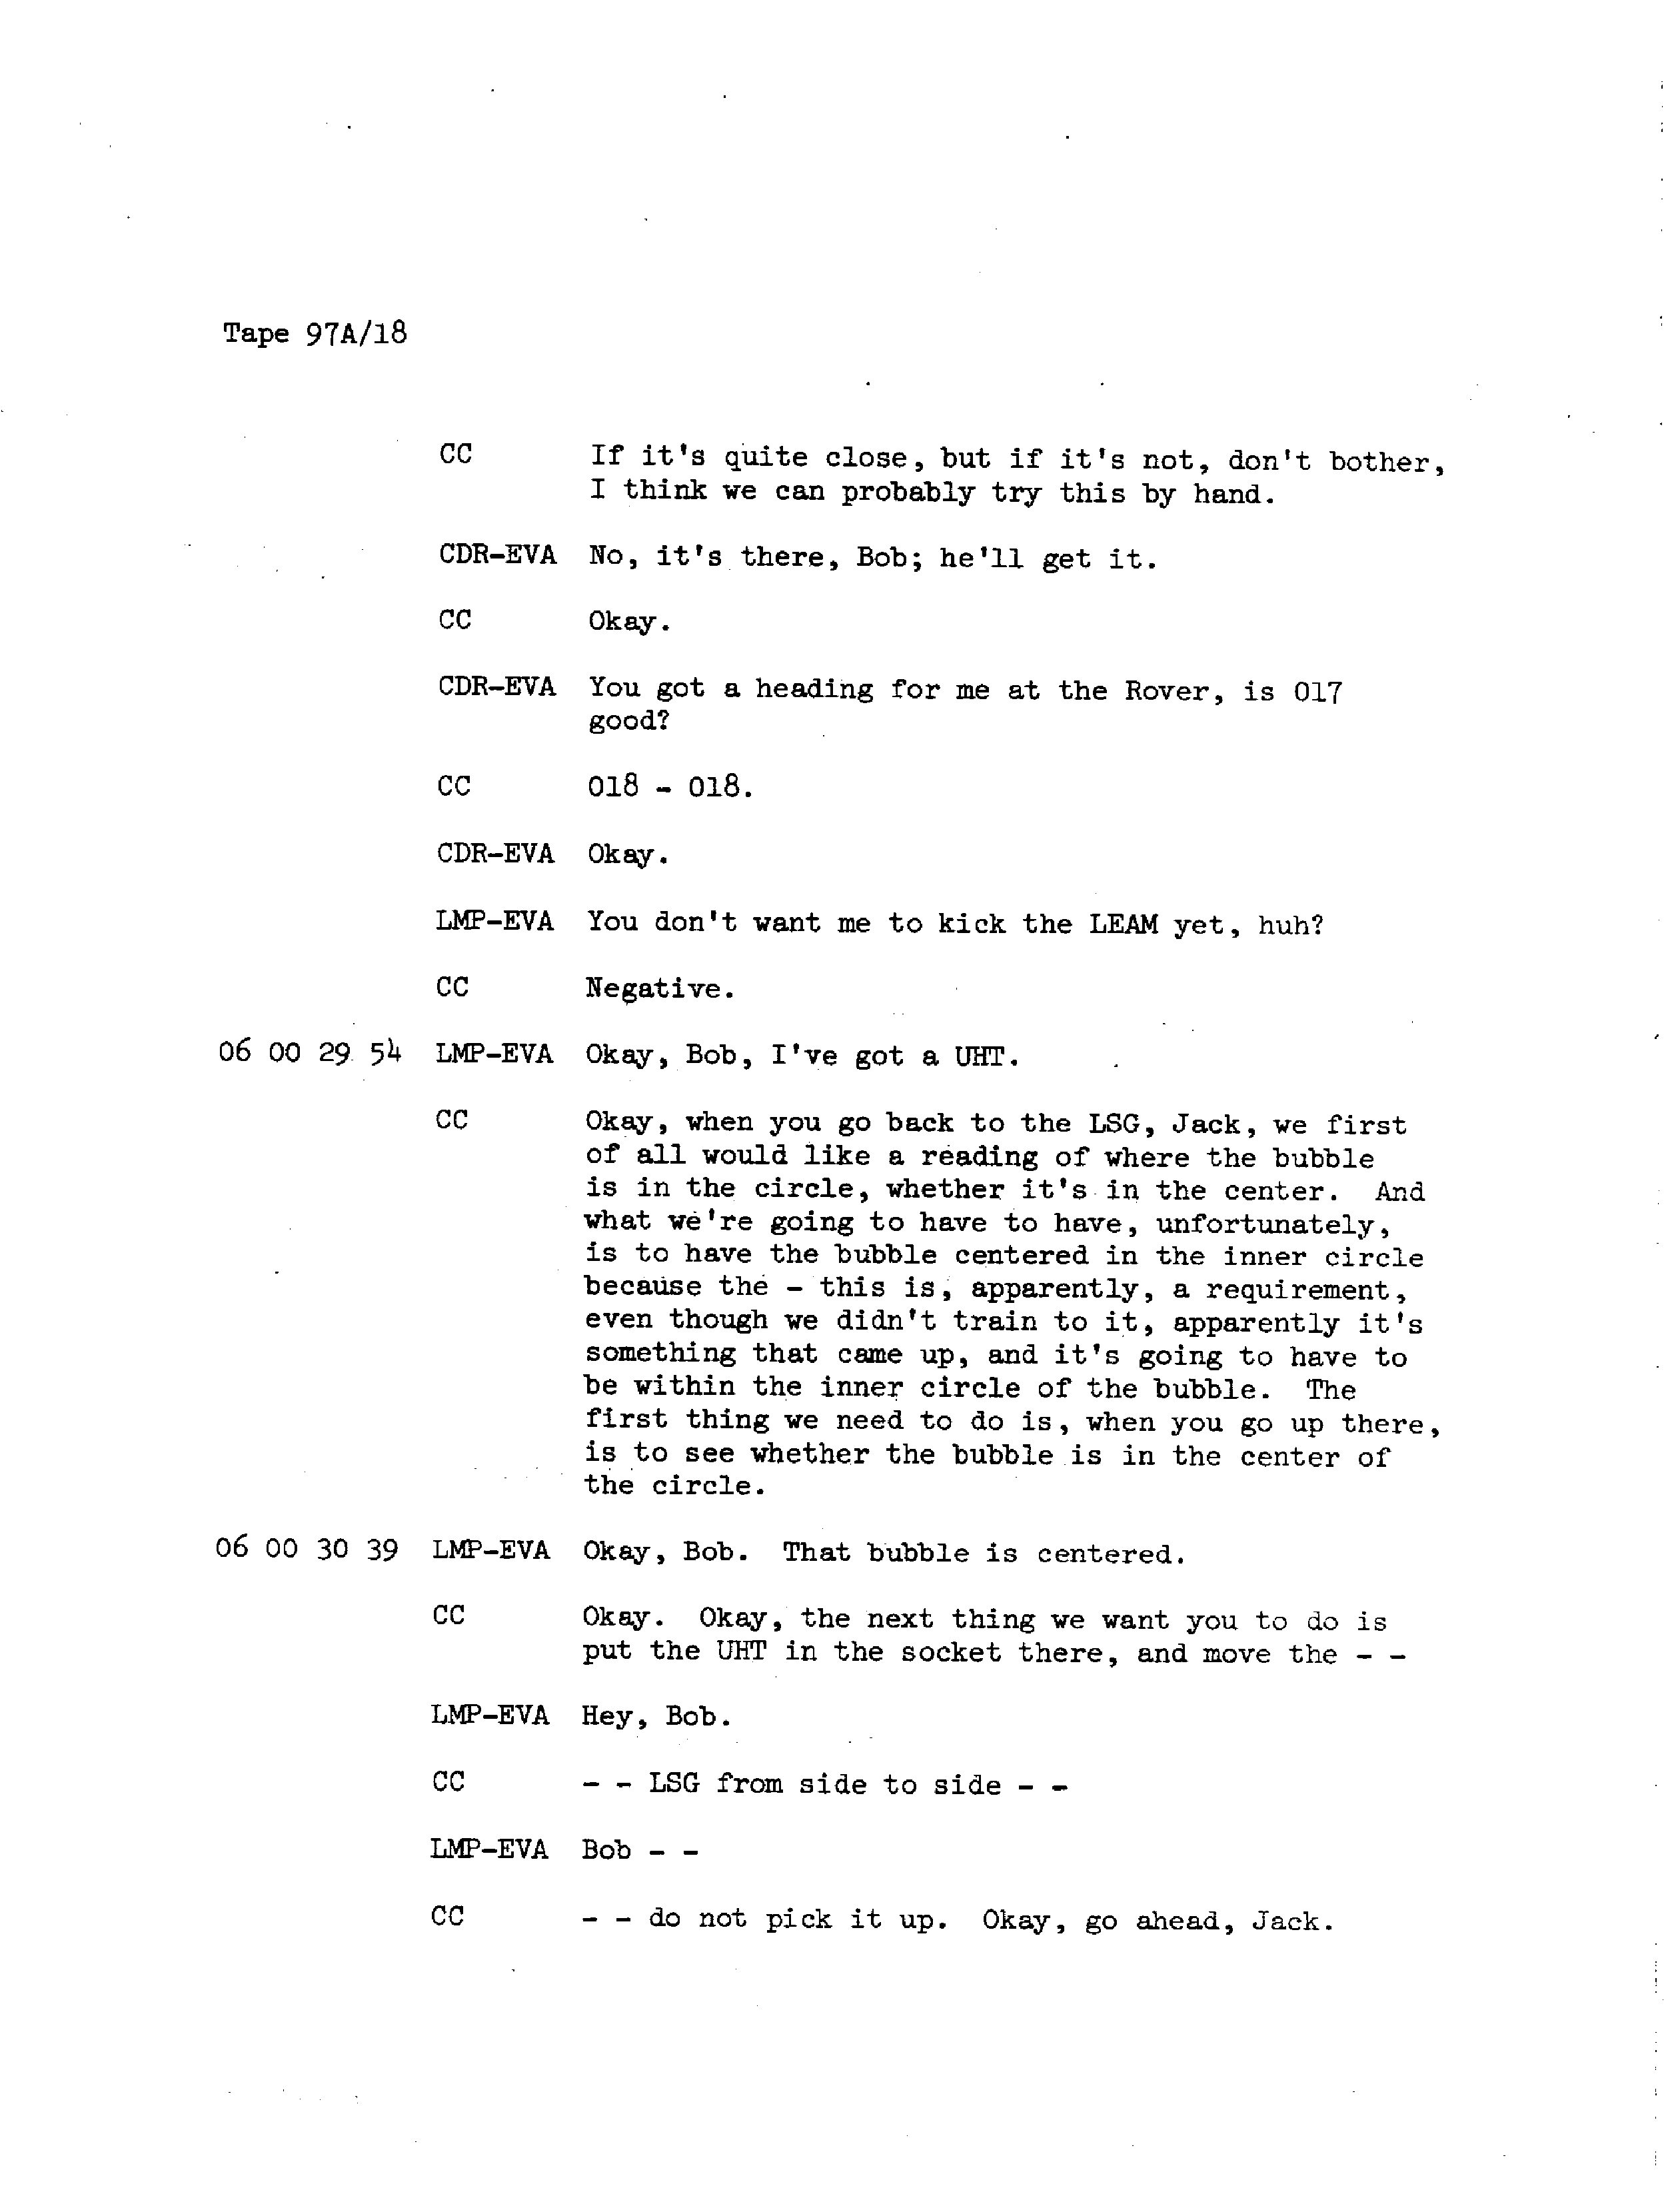 Tape 97A/18
CC If it's quite close, but if it's not, don't bother,
I think we can probably try this by hand.
CDR-EVA No, it's there, Bob; he'll get it.
CC Okay.
CDR-EVA You got a heading for me at the Rover, is 017
good?
CC 018 - 018.
CDR-EVA Okay.
LMP-EVA You don't want me to kick the LEAM yet, huh?
CC Negative.
06 00 29 54 LMP-EVA Okay, Bob, I've got a UHT.
CC Okay, when you go back to the LSG, Jack, we first
of all would like a reading of where the bubble
is in the circle, whether it's in the center. And
what we're going to have to have, unfortunately,
is to have the bubble centered in the inner circle
because the - this is, apparently, a requirement,
even though we didn't train to it, apparently it's
something that came up, and it's going to have to
be within the inner circle of the bubble. The
first thing we need to do is, when you go up there,
is to see whether the bubble is in the center of
the circle.
06 00 30 39 LMP-EVA Okay, Bob. That bubble is centered.
CC Okay. Okay, the next thing we want you to do is
put the UHT in the socket there, and move the - -
LMP-EVA Hey, Bob.
CC - - LSG from side to side - -
LMP-EVA Bob - -
CC - - do not pick it up. Okay, go ahead, Jack.